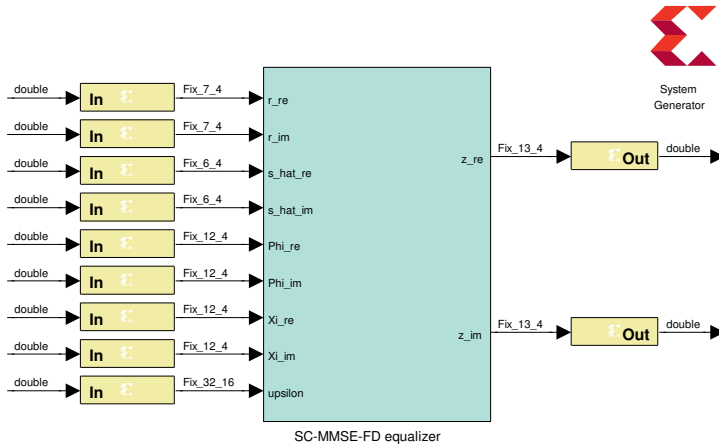 System
Generator
double In Fix_7_4 r_re
double In Fix_7_4 r_im
double In Fix_6_4 s_hat_re
z_re Fix_13_4 Out double
double In Fix_6_4 s_hat_im
double In Fix_12_4 Phi_re
double In Fix_12_4 Phi_im
double In Fix_12_4 Xi_re
z_im Fix_13_4 Out double
double In Fix_12_4 Xi_im
double In Fix_32_16 upsilon
SC-MMSE-FD equalizer